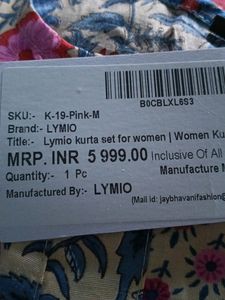 B0CBLXL6S3
SKU:- K-19-Pink-M
Brand:- LYMIO
Title:- Lymio kurta set for women | Women Ku
MRP. INR 5 999.00 Inclusive Of All
Quantity:- 1 Pc Manufacture M
Manufactured By:- LYMIO
(Mail id: jaybhavanifashion@